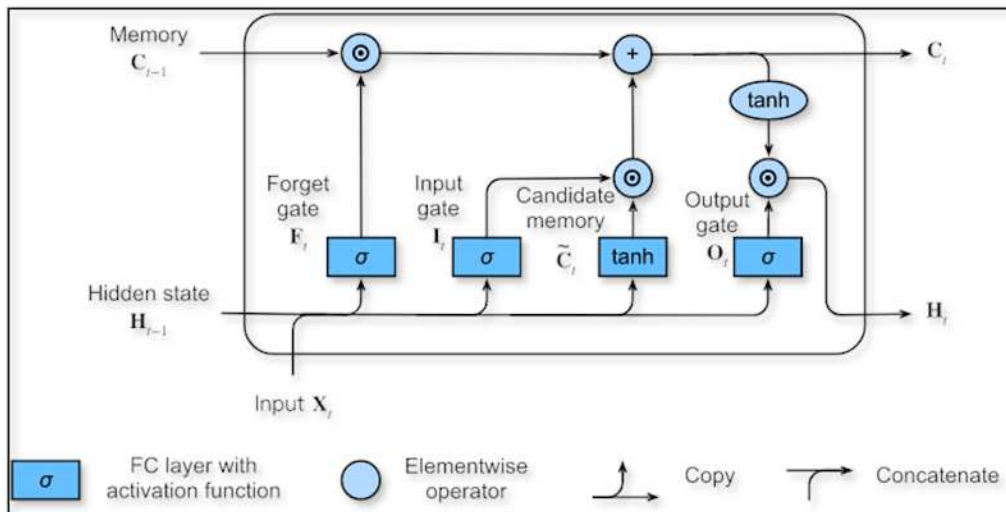 Memory
C_{t-1}
⊙
+
C_t
tanh
Forget
gate
F_t
Input
gate
I_t
⊙
Candidate
memory
C̃_t
Output
gate
O_t
⊙
σ
σ
tanh
σ
Hidden state
H_{t-1}
H_t
Input X_t
σ
FC layer with
activation function
Elementwise
operator
Copy
Concatenate